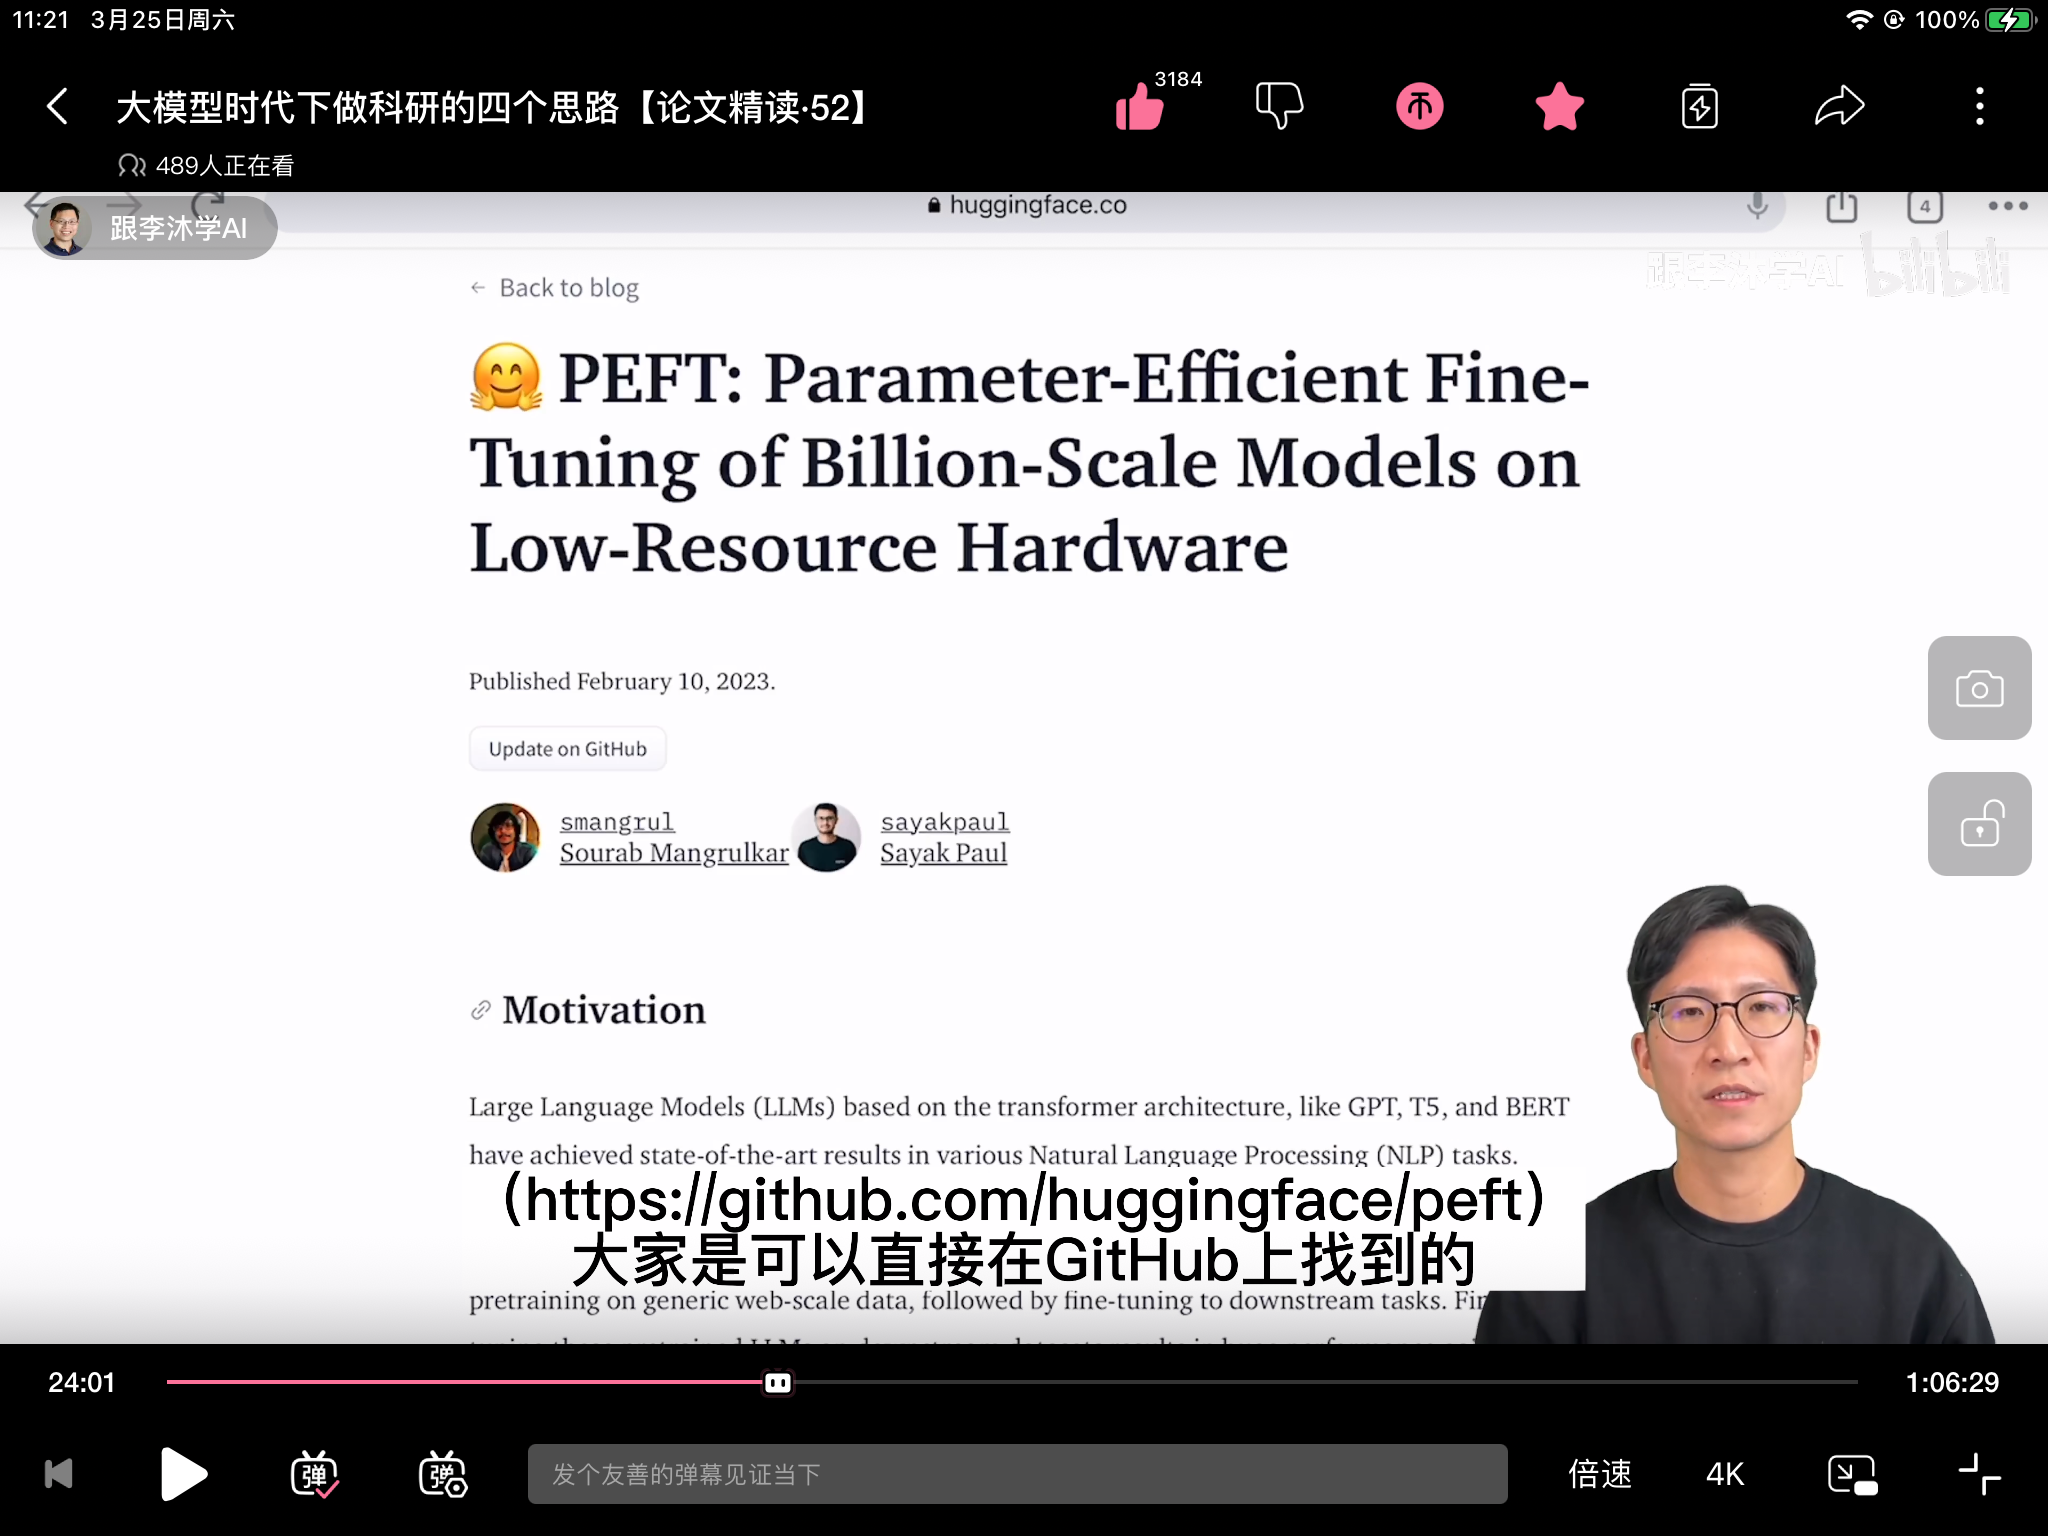 11:21 3月25日周六
100%
大模型时代下做科研的四个思路【论文精读·52】
3184
489人正在看
huggingface.co
4
跟李沐学AI
跟李沐学AI bilibili
← Back to blog
🤗 PEFT: Parameter-Efficient Fine-
Tuning of Billion-Scale Models on
Low-Resource Hardware
Published February 10, 2023.
Update on GitHub
smangrul
Sourab Mangrulkar
sayakpaul
Sayak Paul
Motivation
Large Language Models (LLMs) based on the transformer architecture, like GPT, T5, and BERT
have achieved state-of-the-art results in various Natural Language Processing (NLP) tasks.
（https://github.com/huggingface/peft）
大家是可以直接在GitHub上找到的
pretraining on generic web-scale data, followed by fine-tuning to downstream tasks.
24:01
1:06:29
弹
弹
发个友善的弹幕见证当下
倍速
4K